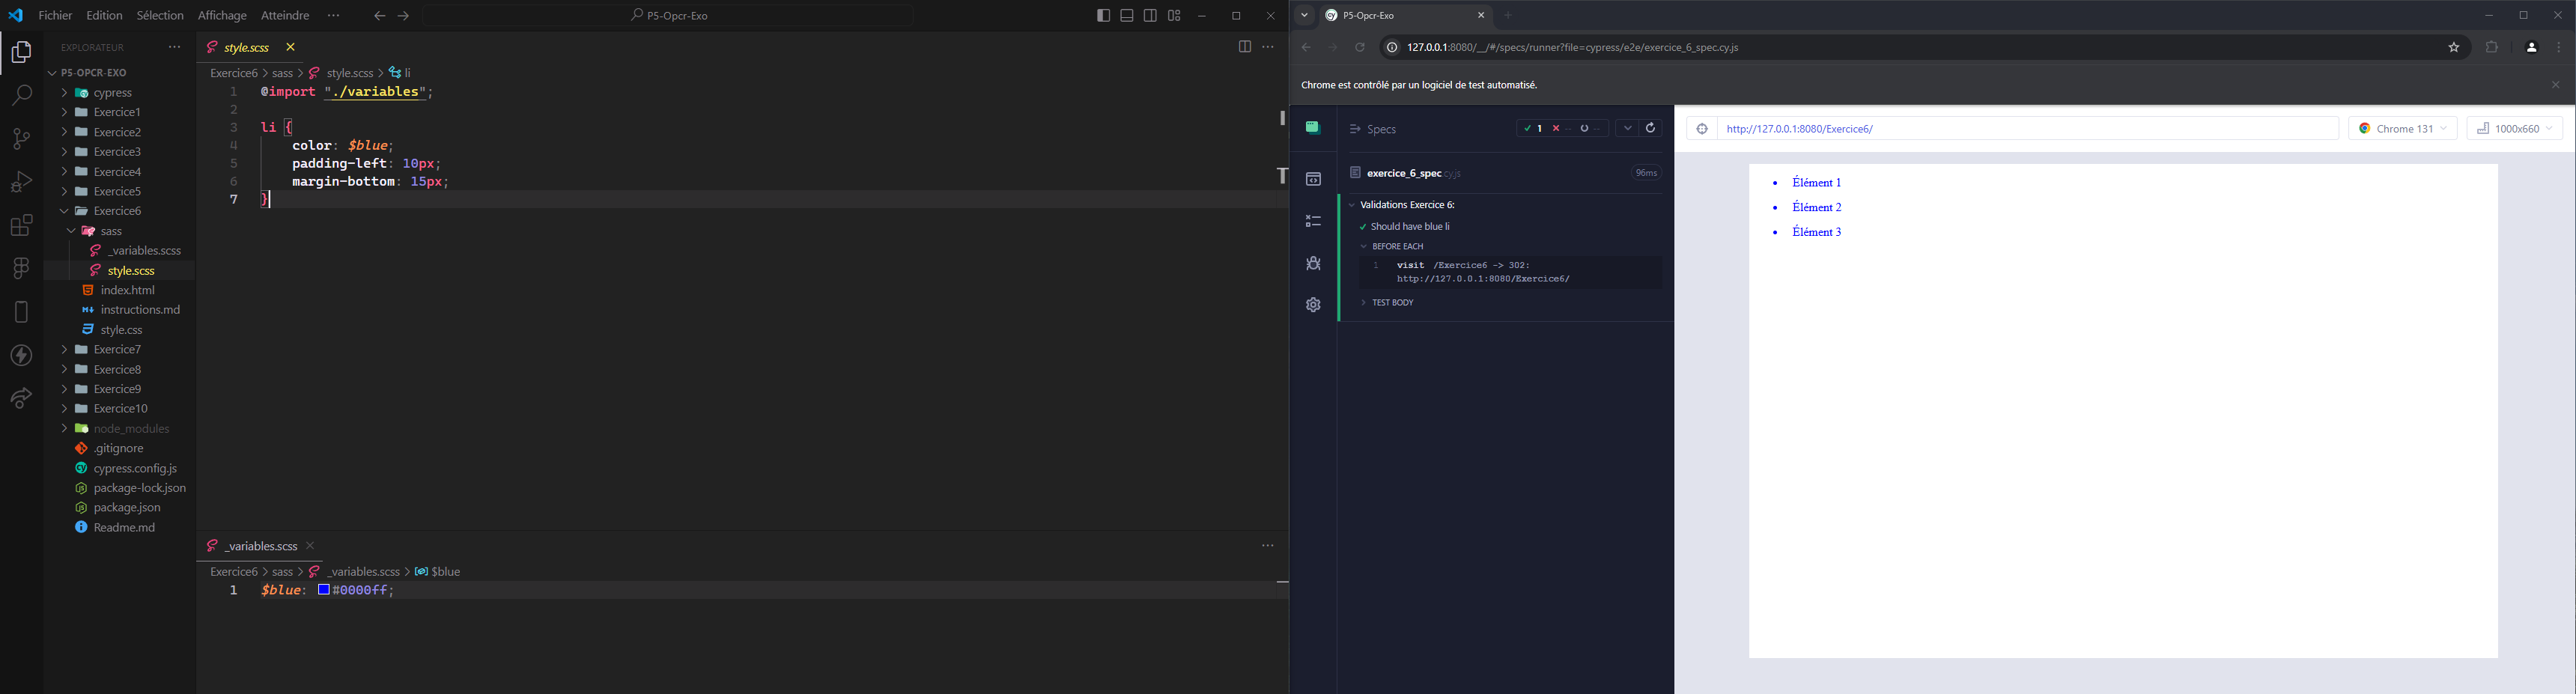 Fichier Edition Sélection Affichage Atteindre ···
P5-Opcr-Exo
EXPLORATEUR ···
P5-OPCR-EXO
cypress
Exercice1
Exercice2
Exercice3
Exercice4
Exercice5
Exercice6
sass
_variables.scss
style.scss
index.html
instructions.md
style.css
Exercice7
Exercice8
Exercice9
Exercice10
node_modules
.gitignore
cypress.config.js
package-lock.json
package.json
Readme.md
style.scss
Exercice6 > sass > style.scss > li
1 @import "./variables";
2
3 li {
4 color: $blue;
5 padding-left: 10px;
6 margin-bottom: 15px;
7 }
_variables.scss
Exercice6 > sass > _variables.scss > $blue
1 $blue: #0000ff;
P5-Opcr-Exo
127.0.0.1:8080/__/#/specs/runner?file=cypress/e2e/exercice_6_spec.cy.js
Chrome est contrôlé par un logiciel de test automatisé.
Specs
1 -- --
exercice_6_spec.cy.js 96ms
Validations Exercice 6:
Should have blue li
BEFORE EACH
1 visit /Exercice6 -> 302:
http://127.0.0.1:8080/Exercice6/
TEST BODY
http://127.0.0.1:8080/Exercice6/
Chrome 131
1000x660
• Élément 1
• Élément 2
• Élément 3